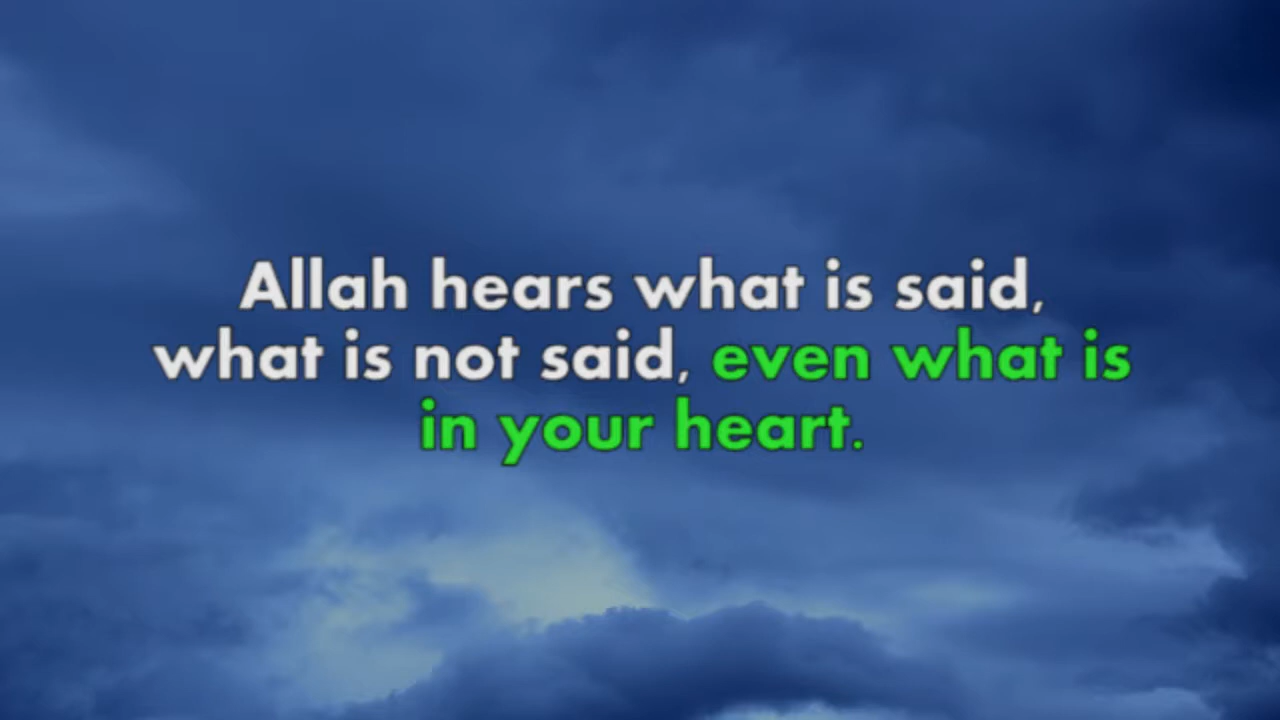 Allah hears what is said,
what is not said, even what is
in your heart.